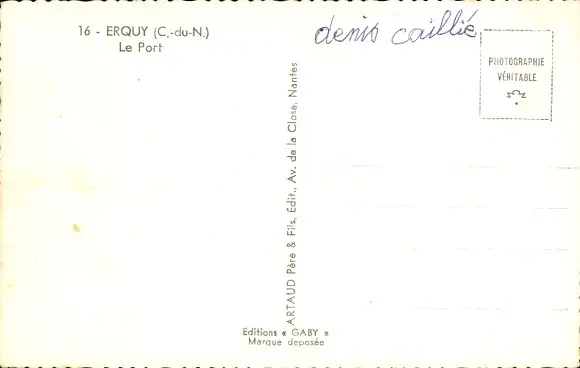 16 - ERQUY (C.-du-N.)
Le Port
denis caillié
PHOTOGRAPHIE
VÉRITABLE
ARTAUD Père & Fils, Édit., Av. de la Close, Nantes
Editions « GABY »
Marque deposée